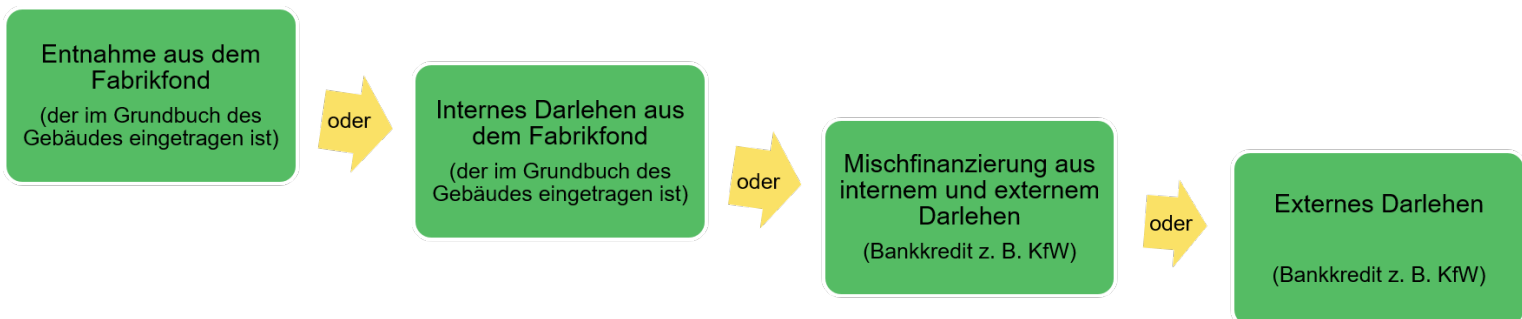 Entnahme aus dem
Fabrikfond
(der im Grundbuch des
Gebäudes eingetragen ist)
oder
Internes Darlehen aus
dem Fabrikfond
(der im Grundbuch des
Gebäudes eingetragen ist)
oder
Mischfinanzierung aus
internem und externem
Darlehen
(Bankkredit z. B. KfW)
oder
Externes Darlehen
(Bankkredit z. B. KfW)